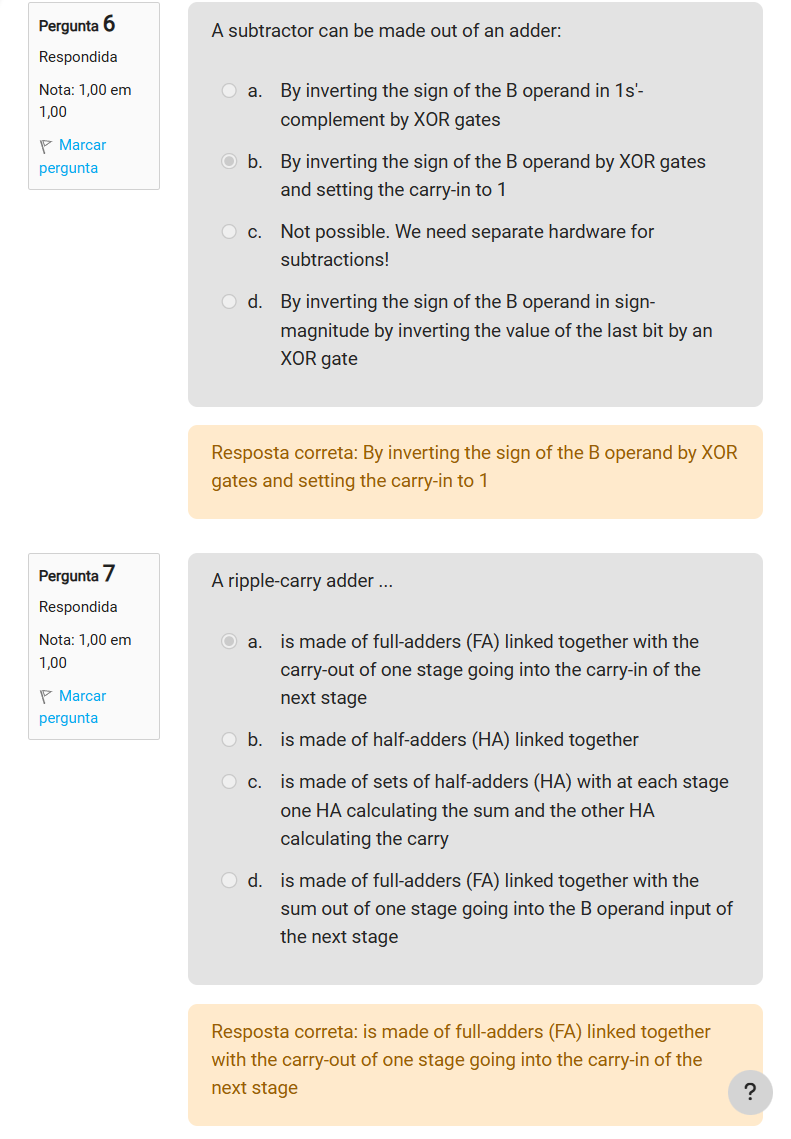 Pergunta 6
Respondida
Nota: 1,00 em
1,00
Marcar
pergunta
A subtractor can be made out of an adder:
a. By inverting the sign of the B operand in 1s'-
complement by XOR gates
b. By inverting the sign of the B operand by XOR gates
and setting the carry-in to 1
c. Not possible. We need separate hardware for
subtractions!
d. By inverting the sign of the B operand in sign-
magnitude by inverting the value of the last bit by an
XOR gate
Resposta correta: By inverting the sign of the B operand by XOR
gates and setting the carry-in to 1
Pergunta 7
Respondida
Nota: 1,00 em
1,00
Marcar
pergunta
A ripple-carry adder ...
a. is made of full-adders (FA) linked together with the
carry-out of one stage going into the carry-in of the
next stage
b. is made of half-adders (HA) linked together
c. is made of sets of half-adders (HA) with at each stage
one HA calculating the sum and the other HA
calculating the carry
d. is made of full-adders (FA) linked together with the
sum out of one stage going into the B operand input of
the next stage
Resposta correta: is made of full-adders (FA) linked together
with the carry-out of one stage going into the carry-in of the
next stage
?